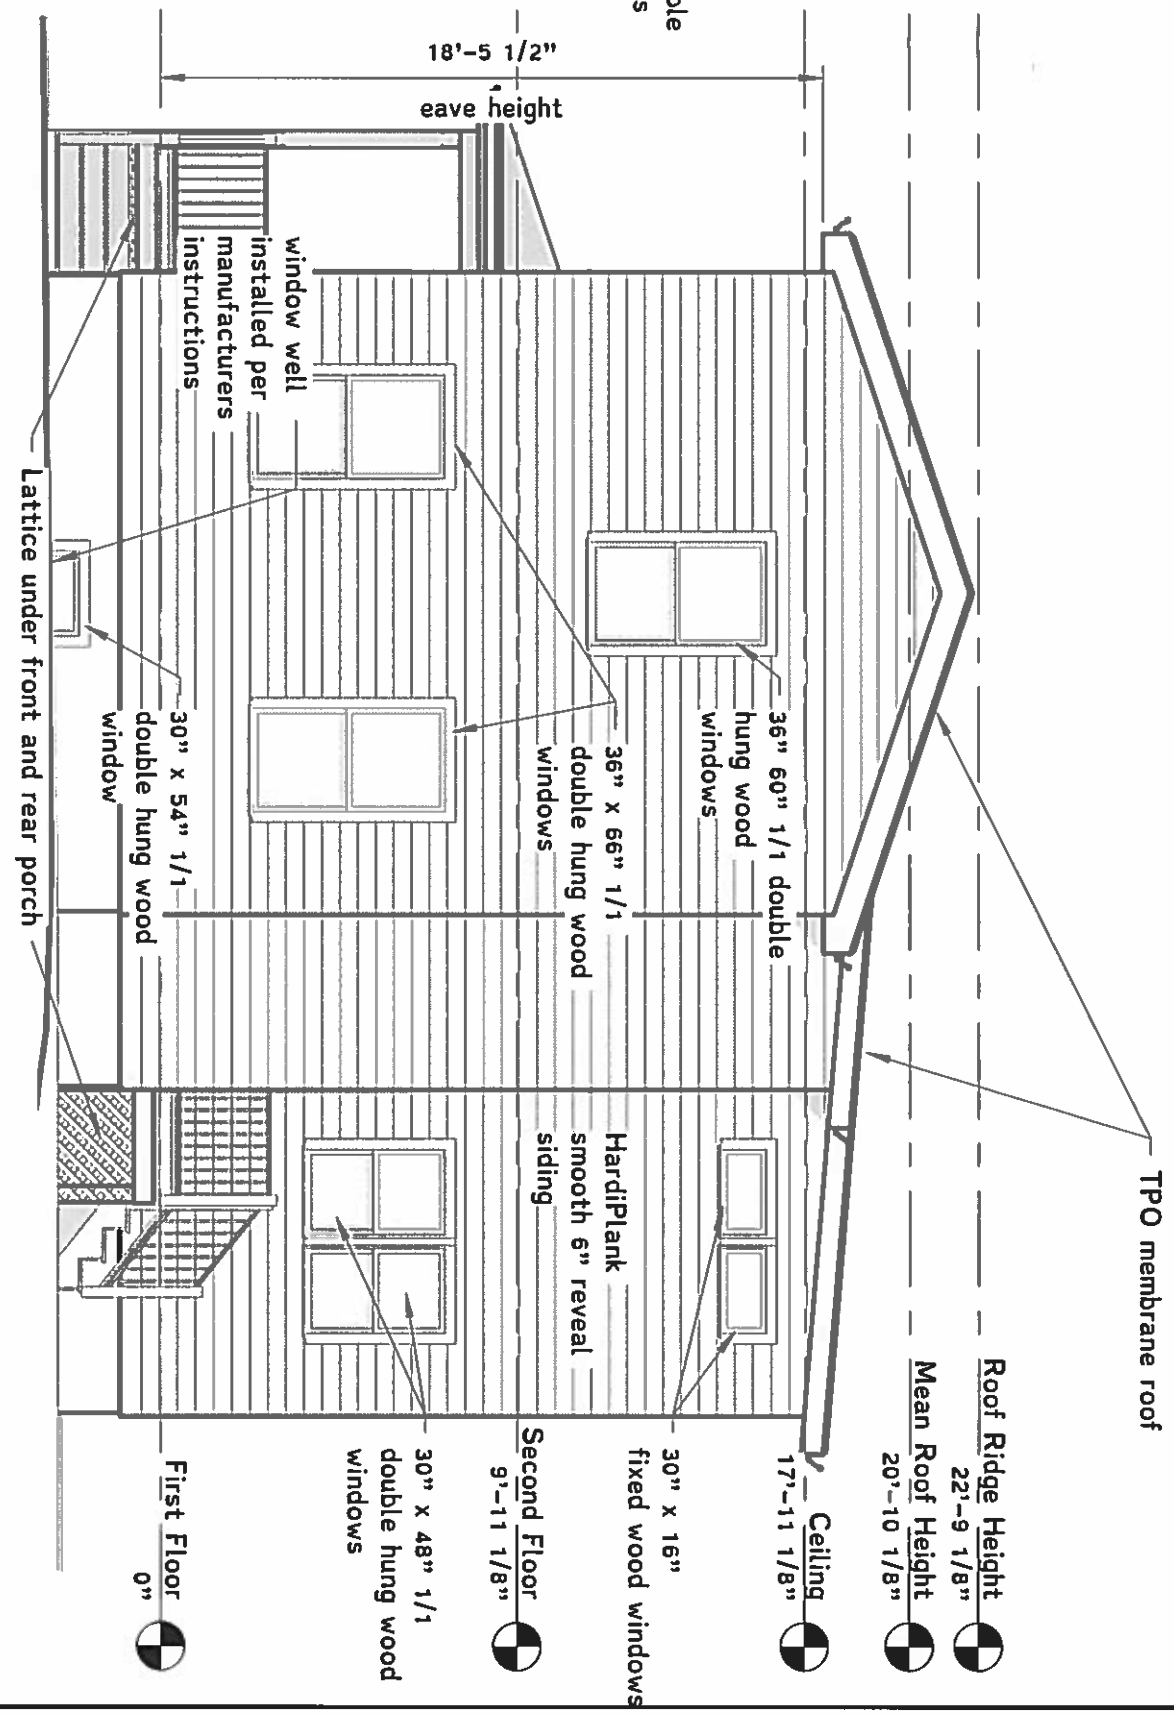 TPO membrane roof
Roof Ridge Height
22'-9 1/8"
Mean Roof Height
20'-10 1/8"
Ceiling
17'-11 1/8"
Second Floor
9'-11 1/8"
First Floor
0"
18'-5 1/2"
eave height
36" 60" 1/1 double
hung wood
windows
36" x 66" 1/1
double hung wood
windows
30" x 16"
fixed wood windows
HardiPlank
smooth 6" reveal
siding
30" x 48" 1/1
double hung wood
windows
window well
installed per
manufacturers
instructions
30" x 54" 1/1
double hung wood
window
Lattice under front and rear porch